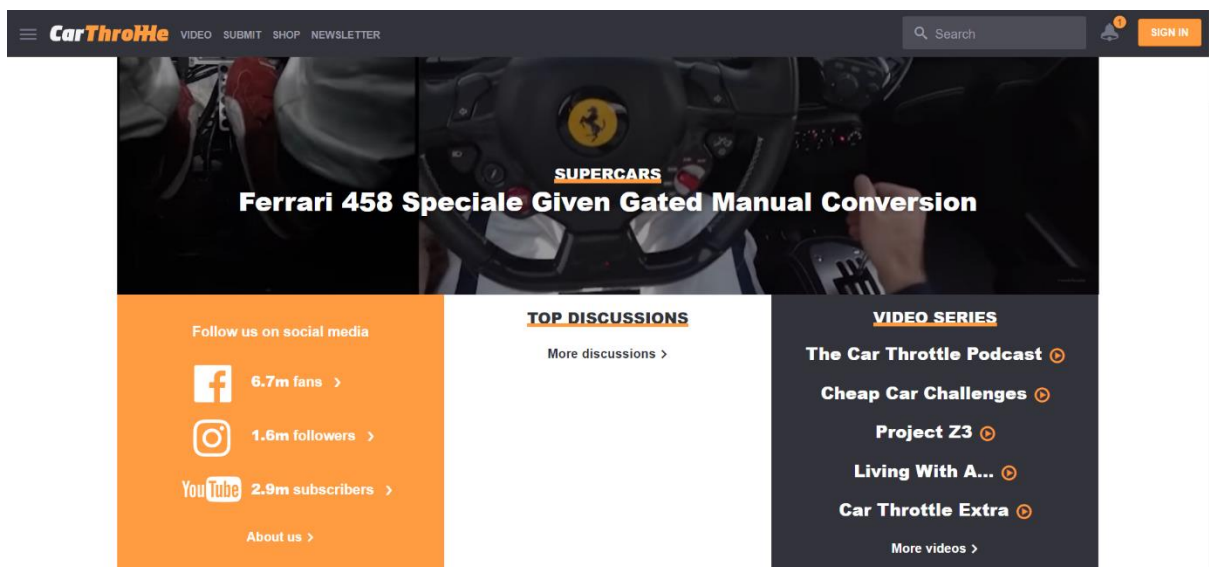 CarThrottle VIDEO SUBMIT SHOP NEWSLETTER Search 1 SIGN IN
SUPERCARS
Ferrari 458 Speciale Given Gated Manual Conversion
Follow us on social media
6.7m fans >
1.6m followers >
YouTube 2.9m subscribers >
About us >
TOP DISCUSSIONS
More discussions >
VIDEO SERIES
The Car Throttle Podcast
Cheap Car Challenges
Project Z3
Living With A...
Car Throttle Extra
More videos >